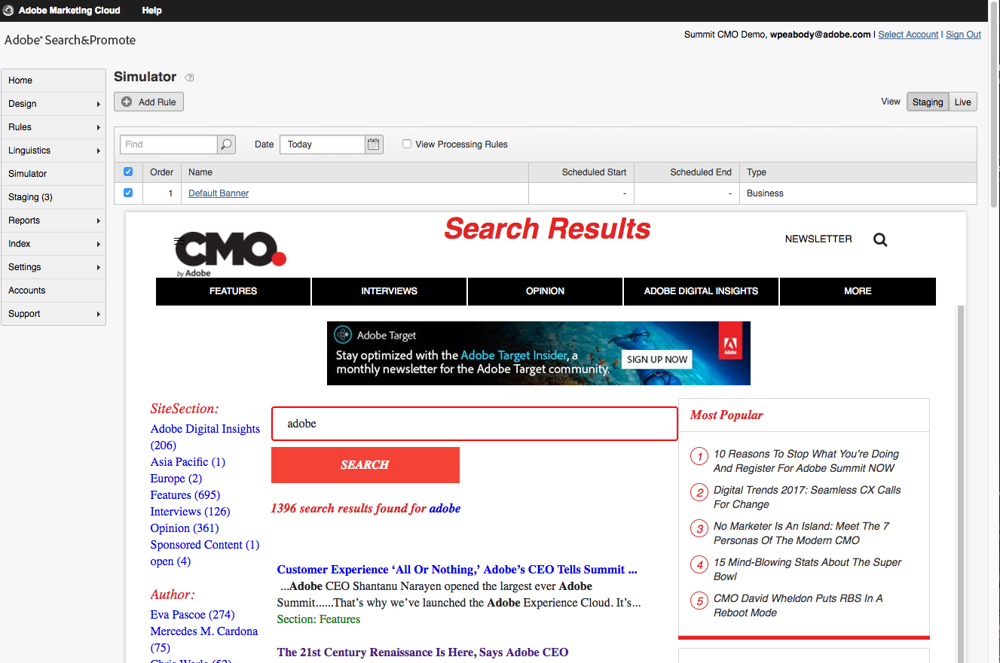 Adobe Marketing Cloud Help
Adobe® Search&Promote
Summit CMO Demo, wpeabody@adobe.com | Select Account | Sign Out
Home
Design
Rules
Linguistics
Simulator
Staging (3)
Reports
Index
Settings
Accounts
Support
Simulator ?
Add Rule
View Staging Live
Find Date Today View Processing Rules
Order Name Scheduled Start Scheduled End Type
1 Default Banner - - Business
CMO
by Adobe
Search Results
NEWSLETTER
FEATURES INTERVIEWS OPINION ADOBE DIGITAL INSIGHTS MORE
Adobe Target
Stay optimized with the Adobe Target Insider, a
monthly newsletter for the Adobe Target community.
SIGN UP NOW
Adobe
SiteSection:
Adobe Digital Insights
(206)
Asia Pacific (1)
Europe (2)
Features (695)
Interviews (126)
Opinion (361)
Sponsored Content (1)
open (4)
Author:
Eva Pascoe (274)
Mercedes M. Cardona
(75)
adobe
SEARCH
1396 search results found for adobe
Customer Experience ‘All Or Nothing,’ Adobe’s CEO Tells Summit ...
...Adobe CEO Shantanu Narayen opened the largest ever Adobe
Summit......That’s why we’ve launched the Adobe Experience Cloud. It’s...
Section: Features
The 21st Century Renaissance Is Here, Says Adobe CEO
Most Popular
1 10 Reasons To Stop What You’re Doing
And Register For Adobe Summit NOW
2 Digital Trends 2017: Seamless CX Calls
For Change
3 No Marketer Is An Island: Meet The 7
Personas Of The Modern CMO
4 15 Mind-Blowing Stats About The Super
Bowl
5 CMO David Wheldon Puts RBS In A
Reboot Mode